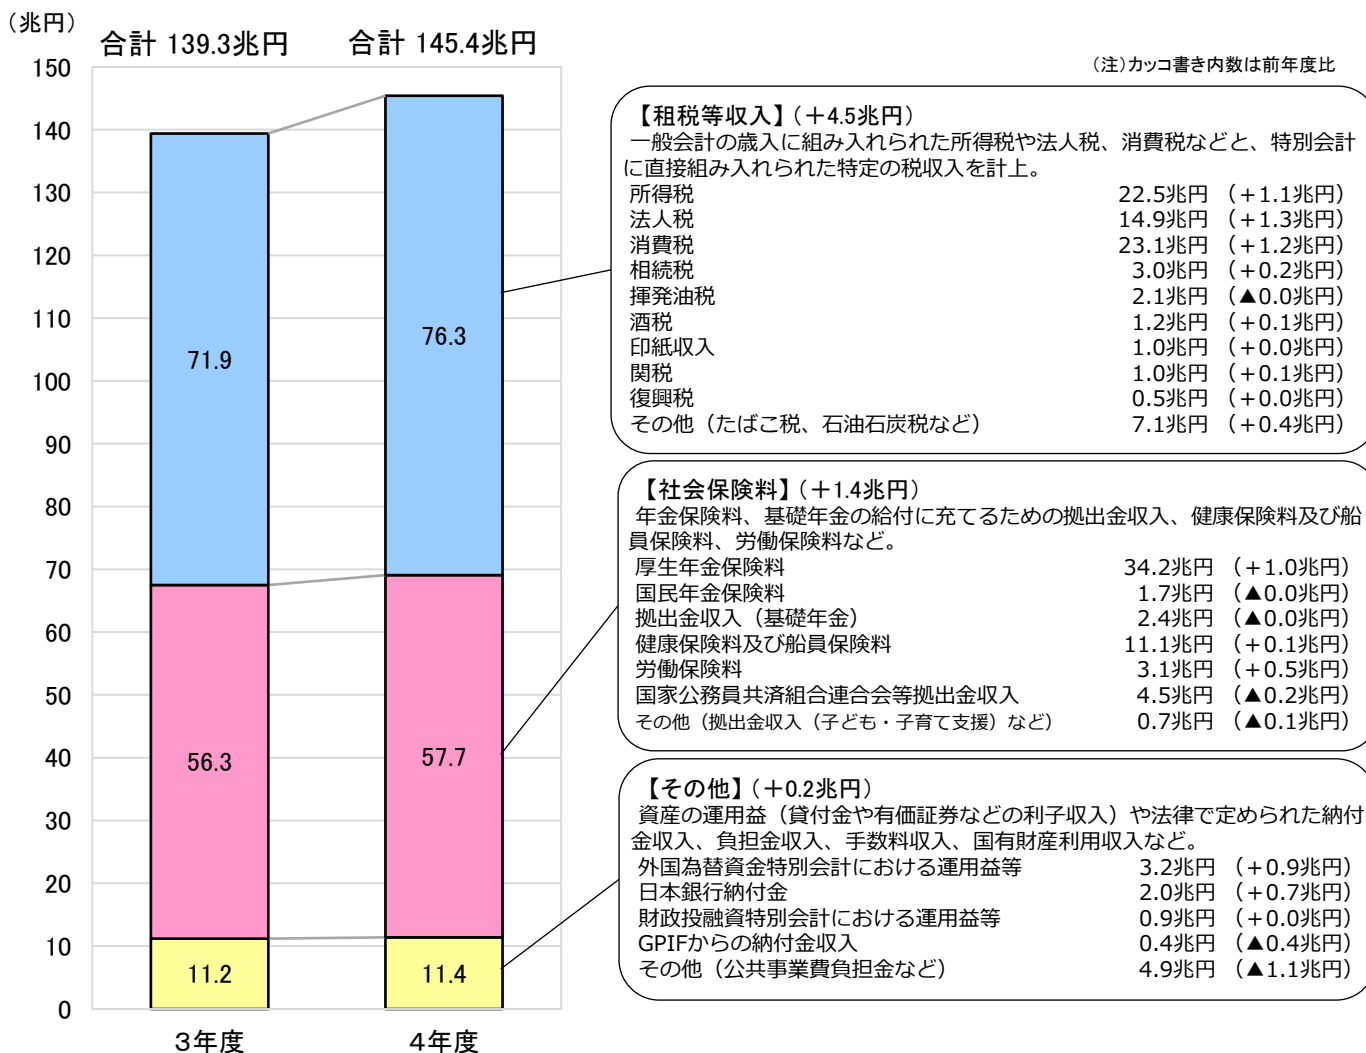 （兆円）
合計 139.3兆円
合計 145.4兆円
（注）カッコ書き内数は前年度比
150
140
130
120
110
100
90
80
70
60
50
40
30
20
10
0
71.9
56.3
11.2
76.3
57.7
11.4
3年度
4年度
【租税等収入】（＋4.5兆円）
一般会計の歳入に組み入れられた所得税や法人税、消費税などと、特別会計
に直接組み入れられた特定の税収入を計上。
所得税 22.5兆円 （＋1.1兆円）
法人税 14.9兆円 （＋1.3兆円）
消費税 23.1兆円 （＋1.2兆円）
相続税 3.0兆円 （＋0.2兆円）
揮発油税 2.1兆円 （▲0.0兆円）
酒税 1.2兆円 （＋0.1兆円）
印紙収入 1.0兆円 （＋0.0兆円）
関税 1.0兆円 （＋0.1兆円）
復興税 0.5兆円 （＋0.0兆円）
その他（たばこ税、石油石炭税など） 7.1兆円 （＋0.4兆円）
【社会保険料】（＋1.4兆円）
年金保険料、基礎年金の給付に充てるための拠出金収入、健康保険料及び船
員保険料、労働保険料など。
厚生年金保険料 34.2兆円 （＋1.0兆円）
国民年金保険料 1.7兆円 （▲0.0兆円）
拠出金収入（基礎年金） 2.4兆円 （▲0.0兆円）
健康保険料及び船員保険料 11.1兆円 （＋0.1兆円）
労働保険料 3.1兆円 （＋0.5兆円）
国家公務員共済組合連合会等拠出金収入 4.5兆円 （▲0.2兆円）
その他（拠出金収入（子ども・子育て支援）など） 0.7兆円 （▲0.1兆円）
【その他】（＋0.2兆円）
資産の運用益（貸付金や有価証券などの利子収入）や法律で定められた納付
金収入、負担金収入、手数料収入、国有財産利用収入など。
外国為替資金特別会計における運用益等 3.2兆円 （＋0.9兆円）
日本銀行納付金 2.0兆円 （＋0.7兆円）
財政投融資特別会計における運用益等 0.9兆円 （＋0.0兆円）
GPIFからの納付金収入 0.4兆円 （▲0.4兆円）
その他（公共事業費負担金など） 4.9兆円 （▲1.1兆円）